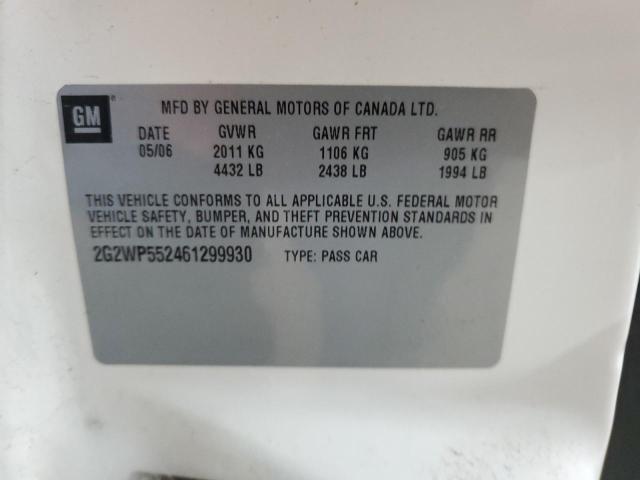 GM
MFD BY GENERAL MOTORS OF CANADA LTD.
DATE GVWR GAWR FRT GAWR RR
05/06 2011 KG 1106 KG 905 KG
4432 LB 2438 LB 1994 LB
THIS VEHICLE CONFORMS TO ALL APPLICABLE U.S. FEDERAL MOTOR
VEHICLE SAFETY, BUMPER, AND THEFT PREVENTION STANDARDS IN
EFFECT ON THE DATE OF MANUFACTURE SHOWN ABOVE.
2G2WP552461299930 TYPE: PASS CAR